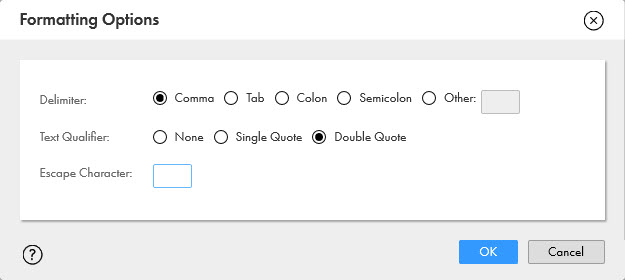 Formatting Options
Delimiter: Comma Tab Colon Semicolon Other:
Text Qualifier: None Single Quote Double Quote
Escape Character:
? OK Cancel